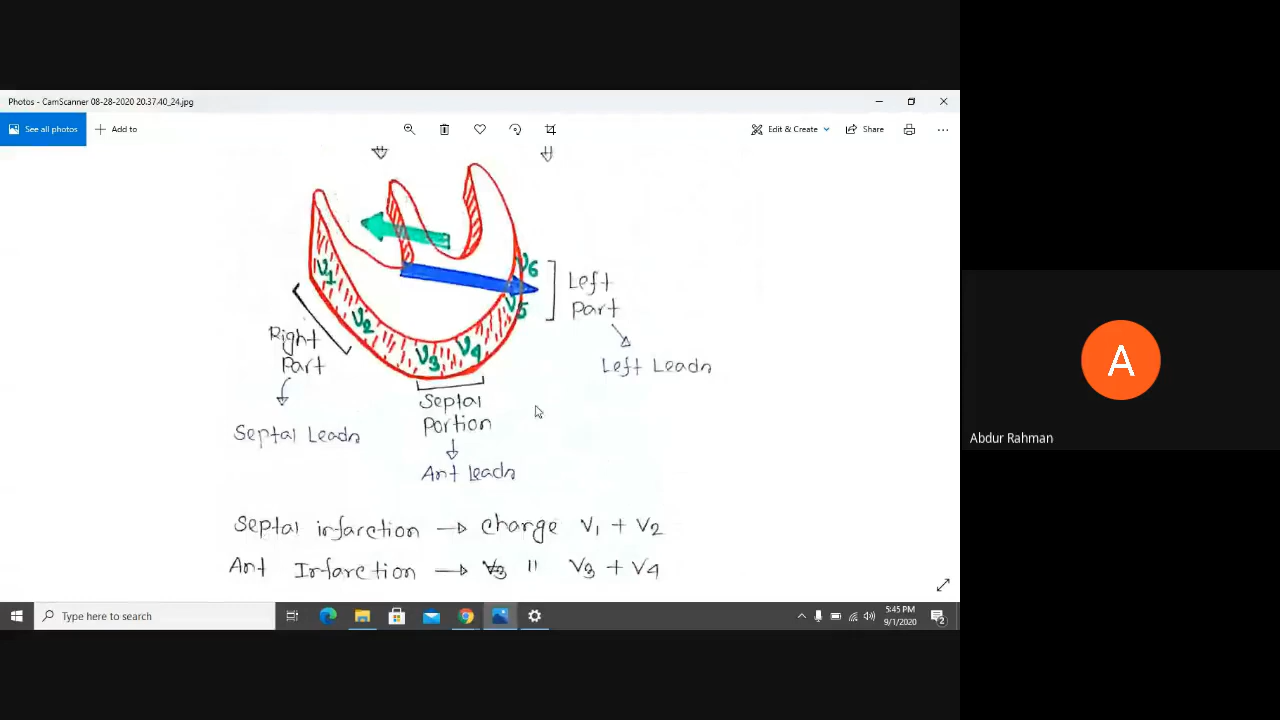 Photos - CamScanner 08-28-2020 20.37.40_24.jpg
See all photos
Add to
Edit & Create
Share
V1
V2
V3
V4
V5
V6
Right
Part
Septal Leads
Septal
Portion
Ant Leads
Left
Part
Left Leads
Septal infarction → change V1 + V2
Ant Infarction → V3 " V3 + V4
Abdur Rahman
A
Type here to search
5:45 PM
9/1/2020
2